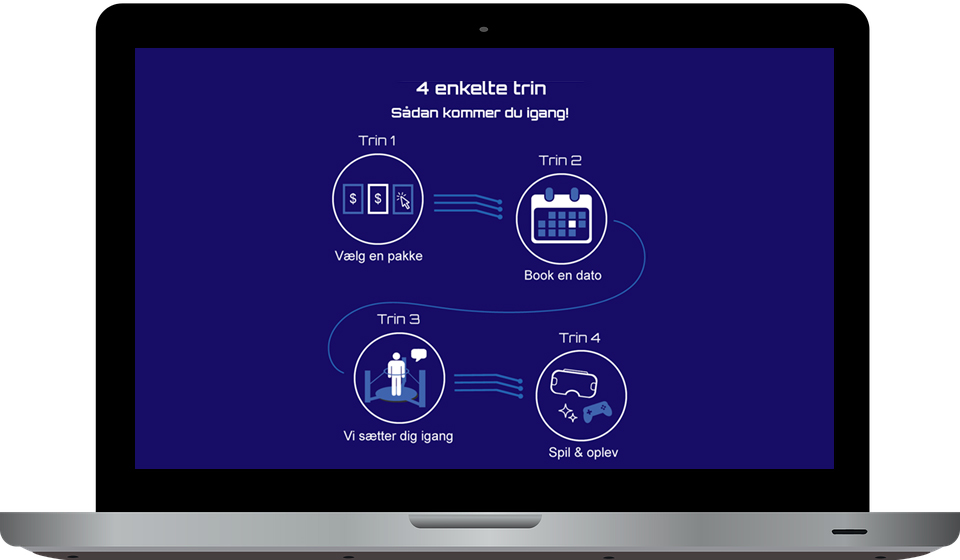 4 enkelte trin
Sådan kommer du igang!
Trin 1
$ $
Vælg en pakke
Trin 2
Book en dato
Trin 3
Vi sætter dig igang
Trin 4
Spil & oplev